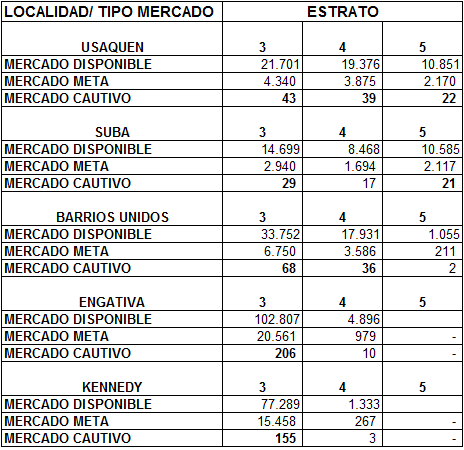 LOCALIDAD/ TIPO MERCADO ESTRATO
USAQUEN 3 4 5
MERCADO DISPONIBLE 21.701 19.376 10.851
MERCADO META 4.340 3.875 2.170
MERCADO CAUTIVO 43 39 22
SUBA 3 4 5
MERCADO DISPONIBLE 14.699 8.468 10.585
MERCADO META 2.940 1.694 2.117
MERCADO CAUTIVO 29 17 21
BARRIOS UNIDOS 3 4 5
MERCADO DISPONIBLE 33.752 17.931 1.055
MERCADO META 6.750 3.586 211
MERCADO CAUTIVO 68 36 2
ENGATIVA 3 4 5
MERCADO DISPONIBLE 102.807 4.896
MERCADO META 20.561 979 -
MERCADO CAUTIVO 206 10 -
KENNEDY 3 4 5
MERCADO DISPONIBLE 77.289 1.333
MERCADO META 15.458 267 -
MERCADO CAUTIVO 155 3 -